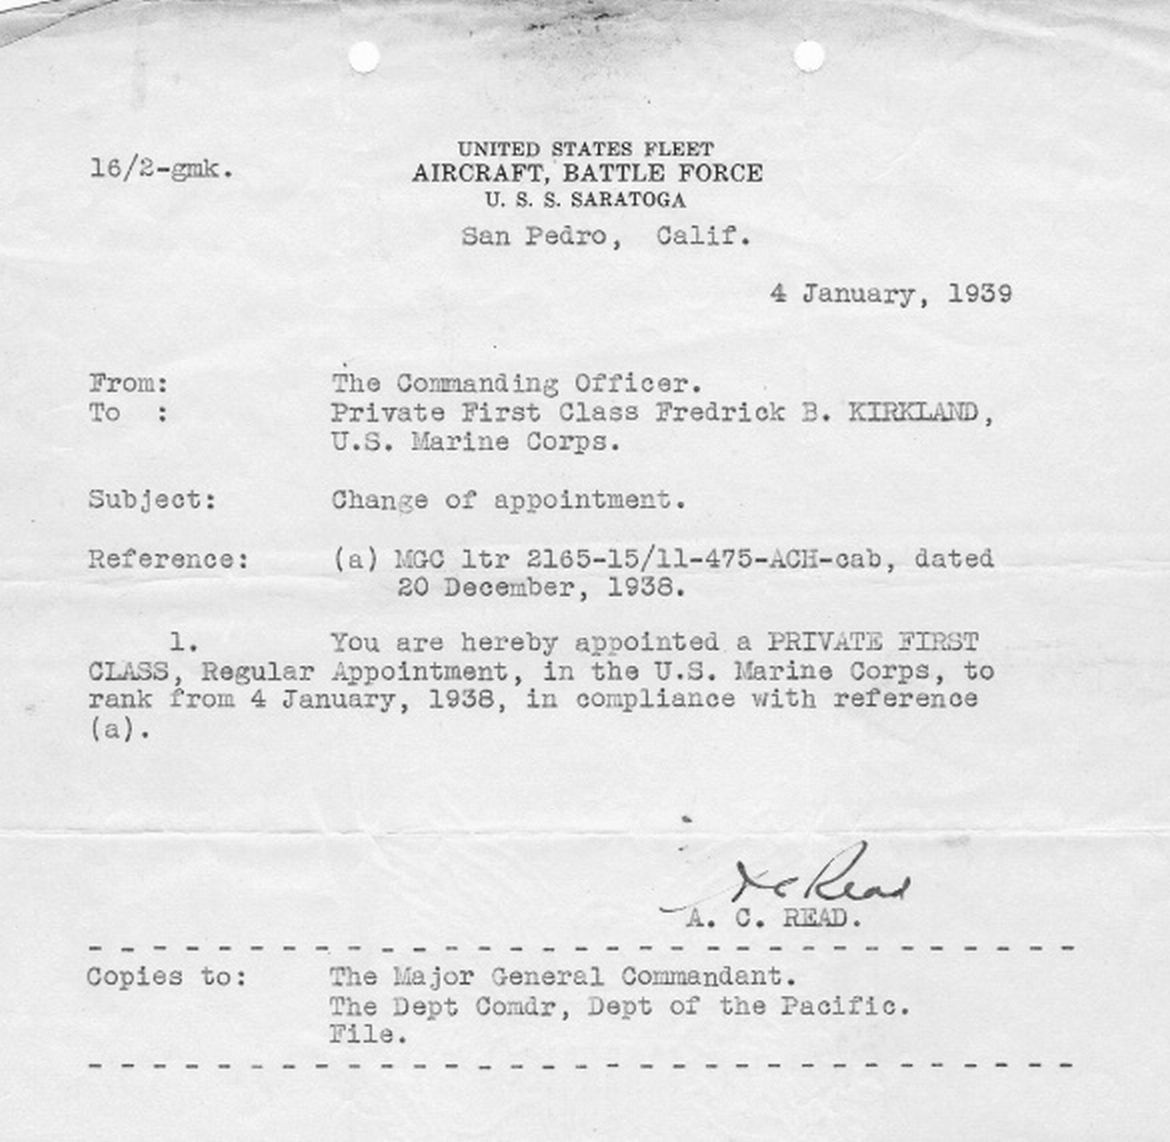 16/2-gmk.
UNITED STATES FLEET
AIRCRAFT, BATTLE FORCE
U. S. S. SARATOGA
San Pedro, Calif.
4 January, 1939
From: The Commanding Officer.
To : Private First Class Fredrick B. KIRKLAND,
U.S. Marine Corps.
Subject: Change of appointment.
Reference: (a) MGC ltr 2165-15/11-475-ACH-cab, dated
20 December, 1938.
1. You are hereby appointed a PRIVATE FIRST
CLASS, Regular Appointment, in the U.S. Marine Corps, to
rank from 4 January, 1938, in compliance with reference
(a).
A C Read
A. C. READ.
- - - - - - - - - - - - - - - - - - - - - - - - - - - - - - -
Copies to: The Major General Commandant.
The Dept Comdr, Dept of the Pacific.
File.
- - - - - - - - - - - - - - - - - - - - - - - - - - - - - - -